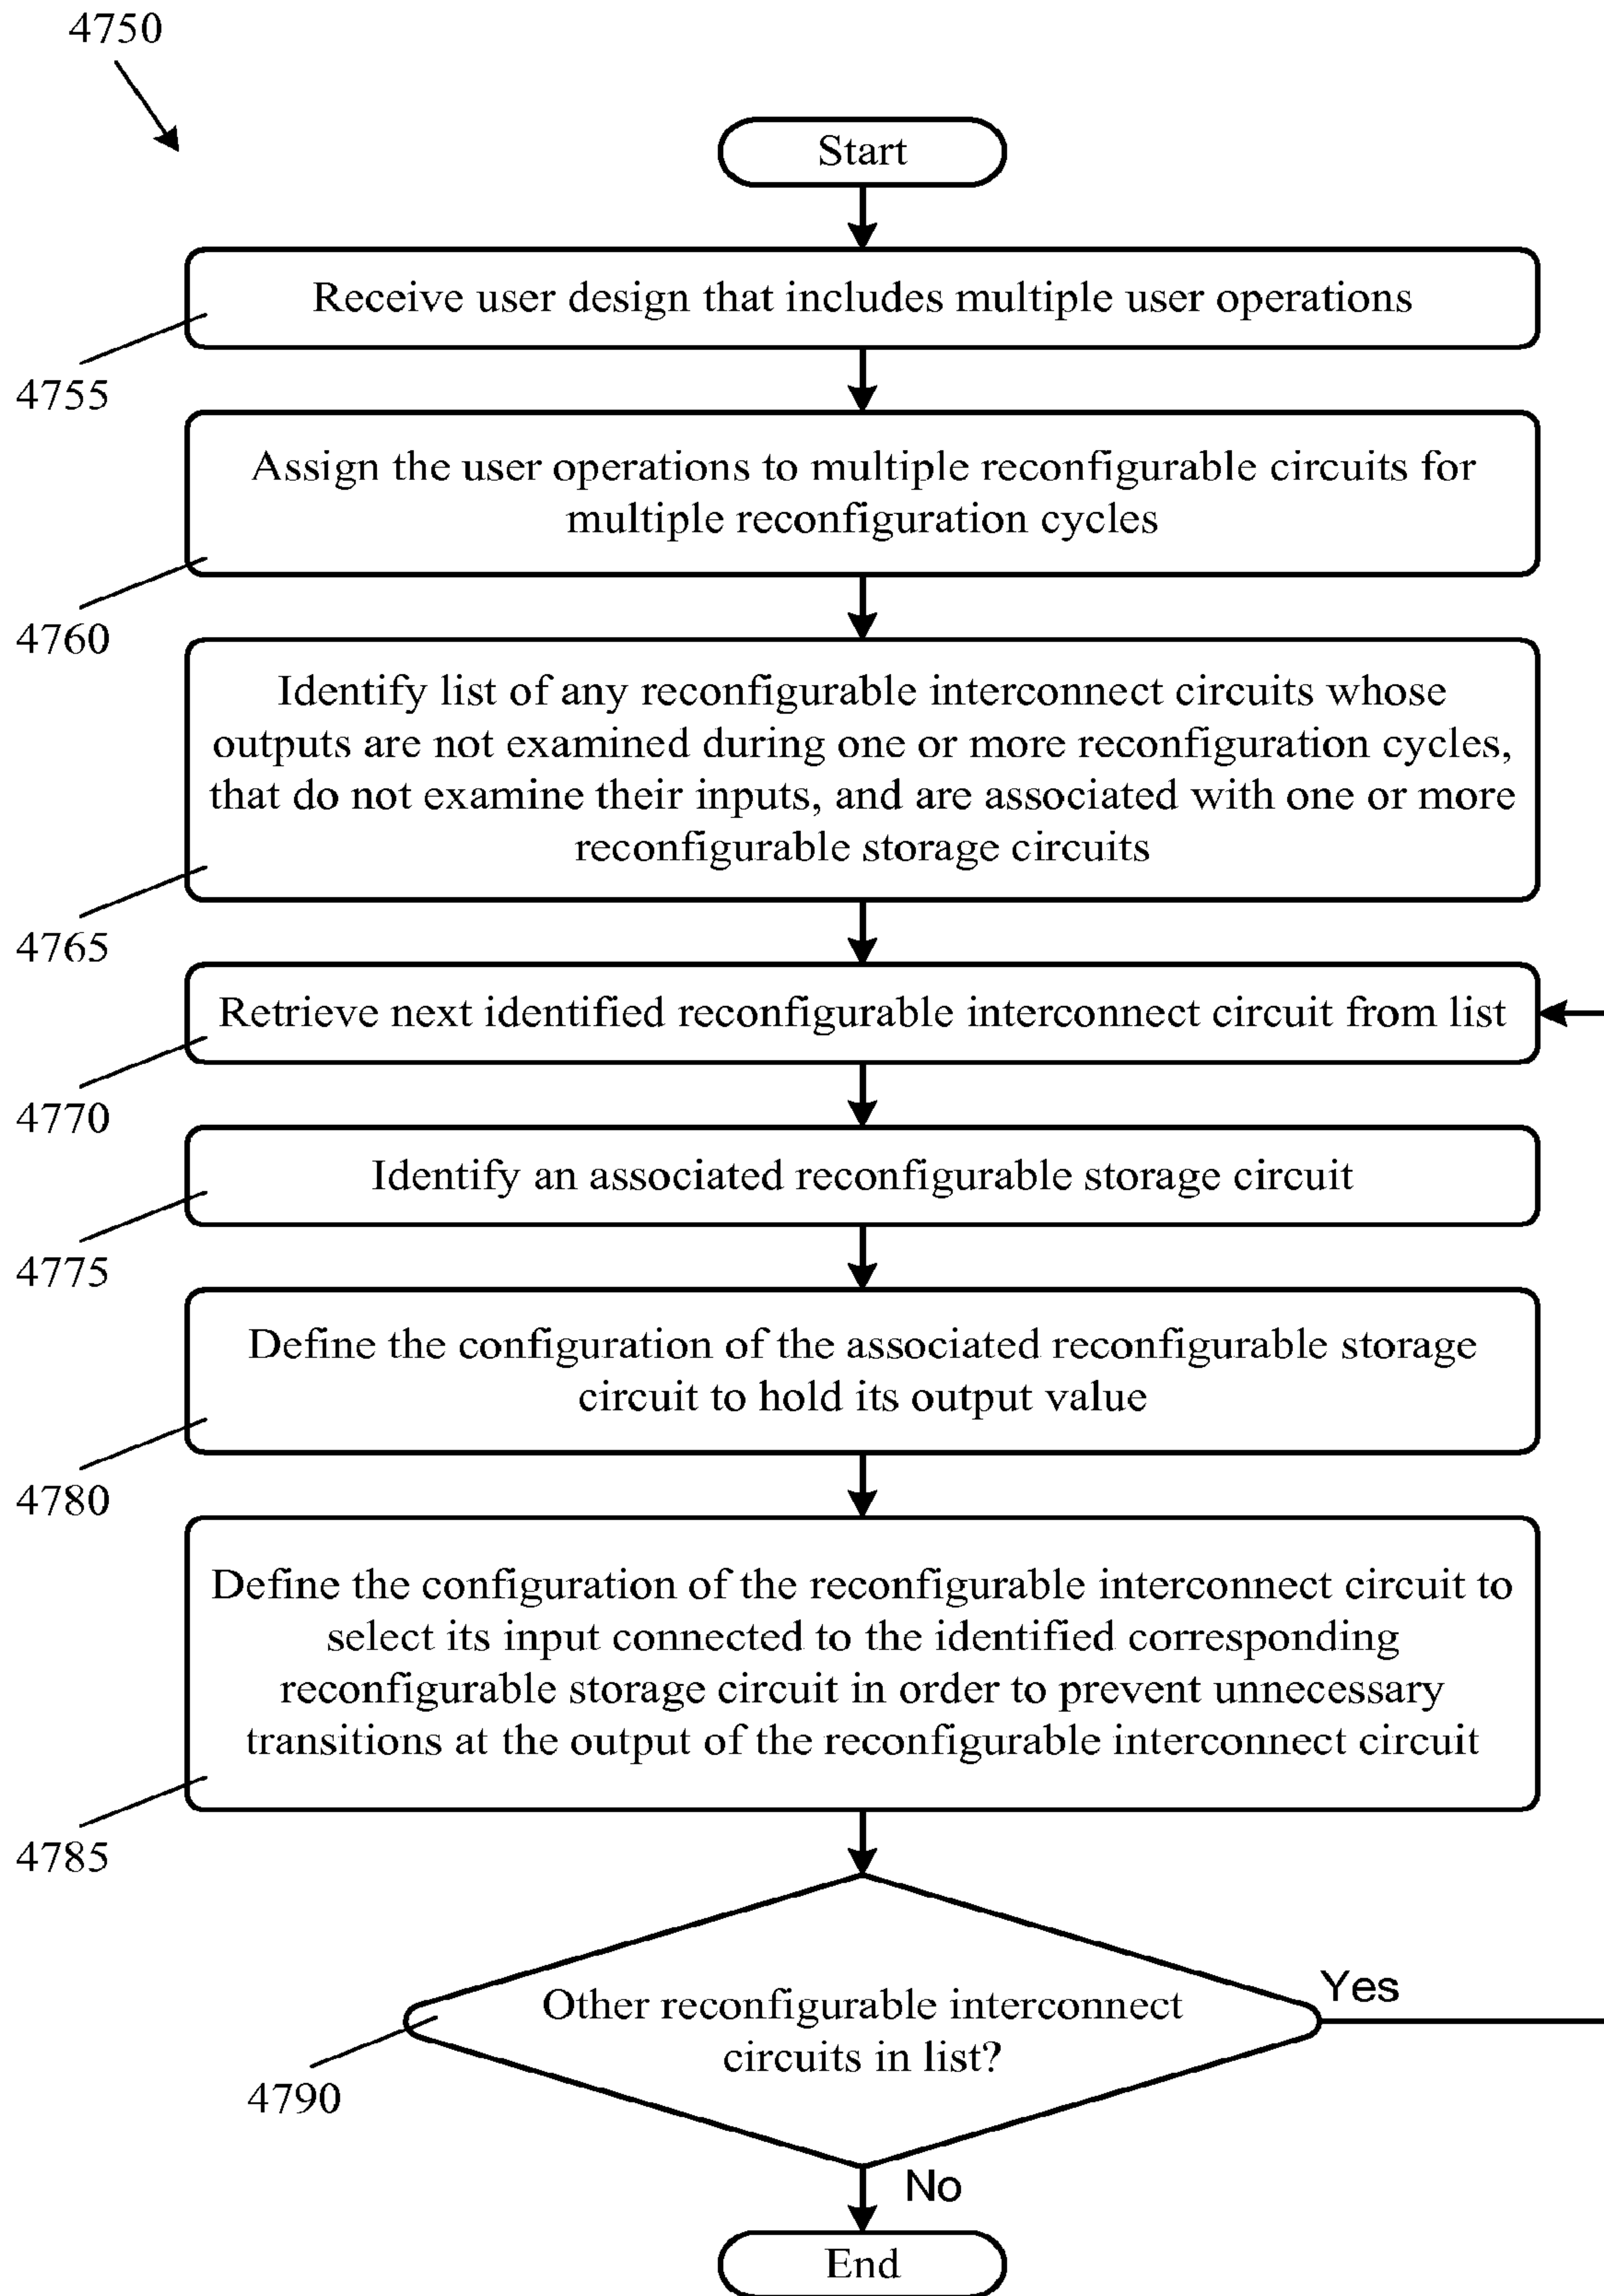 4750
Start
Receive user design that includes multiple user operations
4755
Assign the user operations to multiple reconfigurable circuits for
multiple reconfiguration cycles
4760
Identify list of any reconfigurable interconnect circuits whose
outputs are not examined during one or more reconfiguration cycles,
that do not examine their inputs, and are associated with one or more
reconfigurable storage circuits
4765
Retrieve next identified reconfigurable interconnect circuit from list
4770
Identify an associated reconfigurable storage circuit
4775
Define the configuration of the associated reconfigurable storage
circuit to hold its output value
4780
Define the configuration of the reconfigurable interconnect circuit to
select its input connected to the identified corresponding
reconfigurable storage circuit in order to prevent unnecessary
transitions at the output of the reconfigurable interconnect circuit
4785
Other reconfigurable interconnect
circuits in list?
Yes
4790
No
End